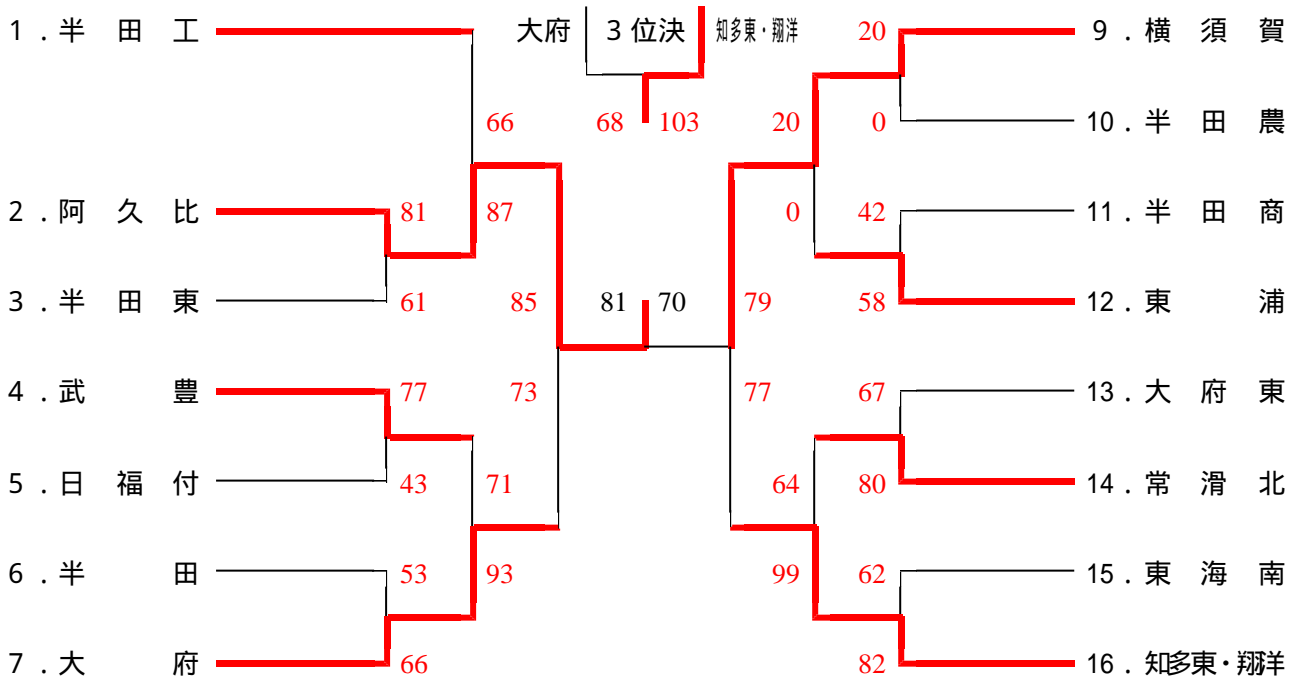 1．半田工 大府 3位決 知多東・翔洋 20 9．横須賀
66 68 103 20 0 10．半田農
2．阿久比 81 87 0 42 11．半田商
3．半田東 61 85 81 70 79 58 12．東浦
4．武豊 77 73 77 67 13．大府東
5．日福付 43 71 64 80 14．常滑北
6．半田 53 93 99 62 15．東海南
7．大府 66 82 16．知多東・翔洋